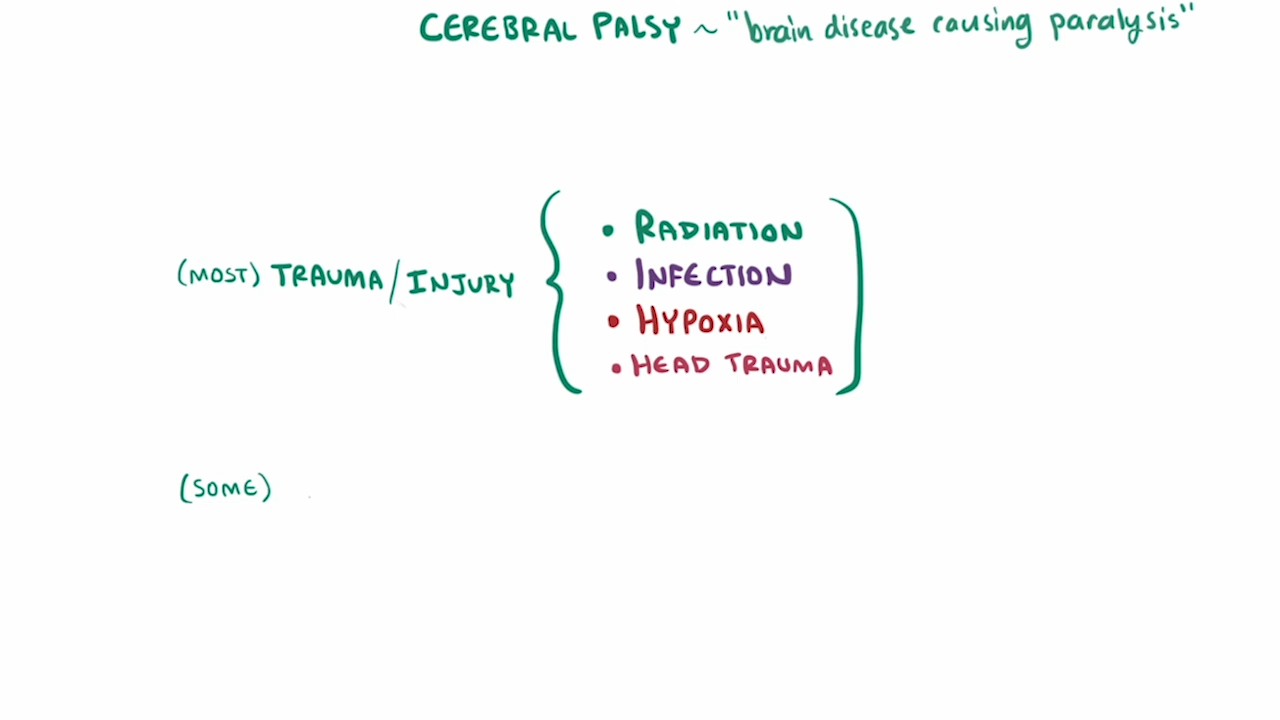 CEREBRAL PALSY ~ "brain disease causing paralysis"
(MOST) TRAUMA/INJURY
• RADIATION
• INFECTION
• HYPOXIA
• HEAD TRAUMA
(SOME)